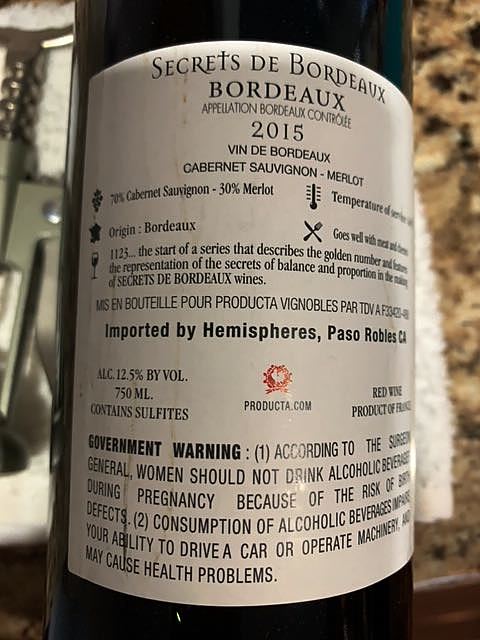 SECRETS DE BORDEAUX
BORDEAUX
APPELLATION BORDEAUX CONTRÔLÉE
2015
VIN DE BORDEAUX
CABERNET SAUVIGNON - MERLOT
70% Cabernet Sauvignon - 30% Merlot
Temperature of
Origin : Bordeaux
Goes well with meat and
1123... the start of a series that describes the golden number and features
the representation of the secrets of balance and proportion in the making
of SECRETS DE BORDEAUX wines.
MIS EN BOUTEILLE POUR PRODUCTA VIGNOBLES PAR TDV A
Imported by Hemispheres, Paso Robles CA
ALC. 12.5% BY VOL.
750 ML.
CONTAINS SULFITES
PRODUCTA.COM
RED WINE
PRODUCT OF FRANCE
GOVERNMENT WARNING : (1) ACCORDING TO THE SURGEON
GENERAL, WOMEN SHOULD NOT DRINK ALCOHOLIC BEVERAGES
DURING PREGNANCY BECAUSE OF THE RISK OF BIRTH
DEFECTS. (2) CONSUMPTION OF ALCOHOLIC BEVERAGES IMPAIRS
YOUR ABILITY TO DRIVE A CAR OR OPERATE MACHINERY, AND
MAY CAUSE HEALTH PROBLEMS.